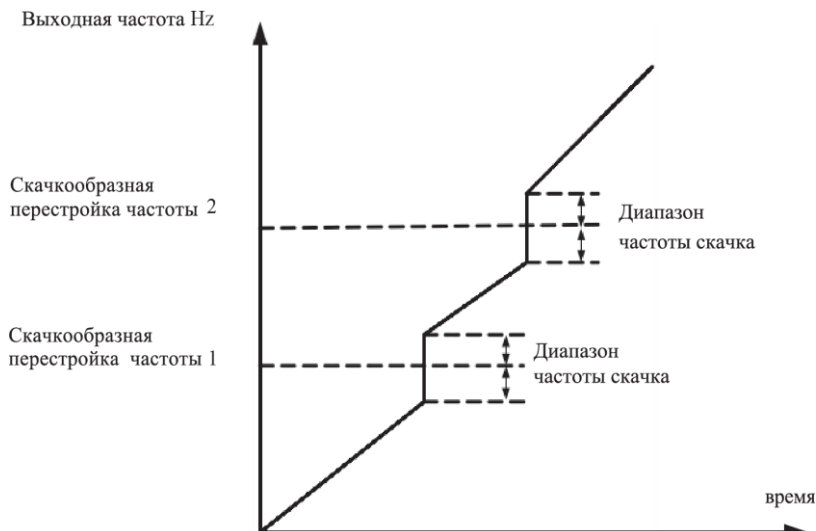 Выходная частота Hz
Скачкообразная
перестройка частоты 2
Диапазон
частоты скачка
Скачкообразная
перестройка частоты 1
Диапазон
частоты скачка
время